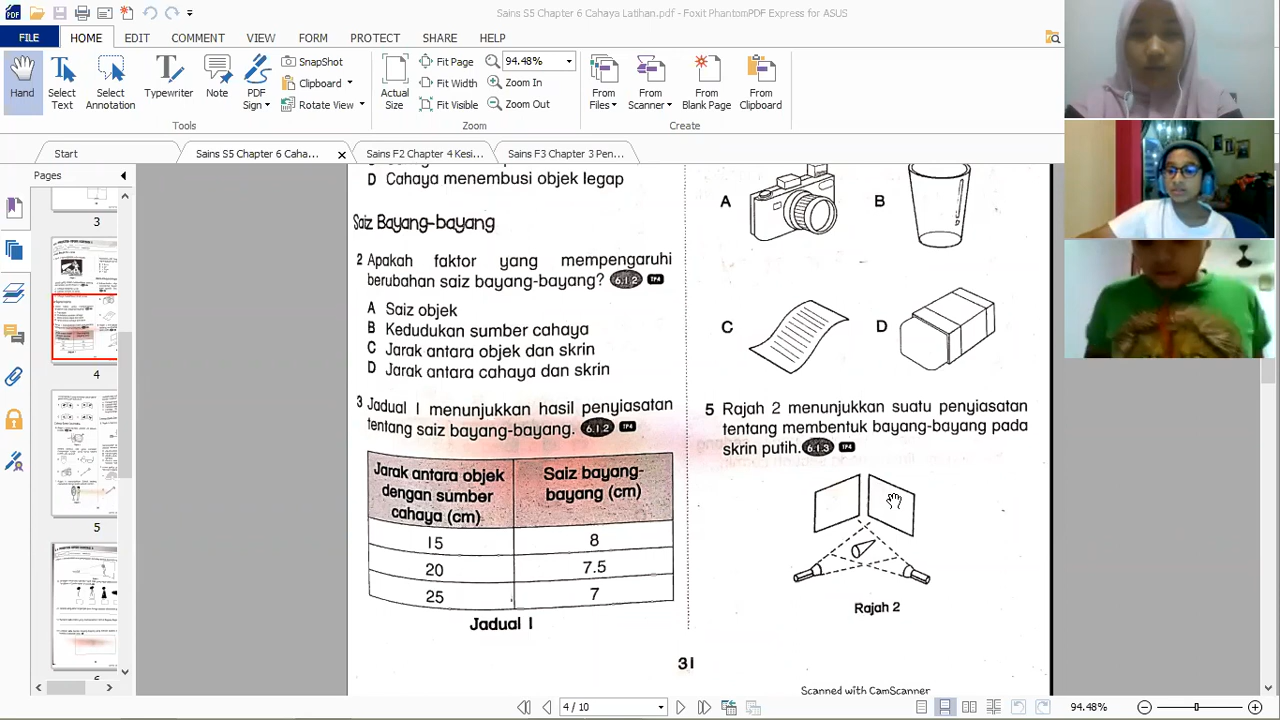 Sains S5-Chapter 6 Cahaya Latihan.pdf - Foxit PhantomPDF Express for ASUS
PDF
FILE
HOME
EDIT
COMMENT
VIEW
FORM
PROTECT
SHARE
HELP
Hand
Select
Text
Select
Annotation
Typewriter
Note
PDF
Sign
SnapShot
Clipboard
Rotate View
Tools
Actual
Size
Fit Page
Fit Width
Fit Visible
94.48%
Zoom In
Zoom Out
Zoom
From
Files
From
Scanner
From
Blank Page
From
Clipboard
Create
Start
Sains S5 Chapter 6 Caha...
Sains F2 Chapter 4 Kesi...
Sains F3 Chapter 3 Pen...
Pages
3
4
5
D Cahaya menembusi objek legap
Saiz Bayang-bayang
2 Apakah faktor yang mempengaruhi
berubahan saiz bayang-bayang? 6.1.2 TP4
A Saiz objek
B Kedudukan sumber cahaya
C Jarak antara objek dan skrin
D Jarak antara cahaya dan skrin
3 Jadual 1 menunjukkan hasil penyiasatan
tentang saiz bayang-bayang. 6.1.2 TP4
Jarak antara objek
dengan sumber
cahaya (cm)
Saiz bayang-
bayang (cm)
15 8
20 7.5
25 7
Jadual 1
A
B
C
D
5 Rajah 2 menunjukkan suatu penyiasatan
tentang membentuk bayang-bayang pada
skrin putih. 6.1.3 TP4
Rajah 2
31
Scanned with CamScanner
4 / 10
94.48%